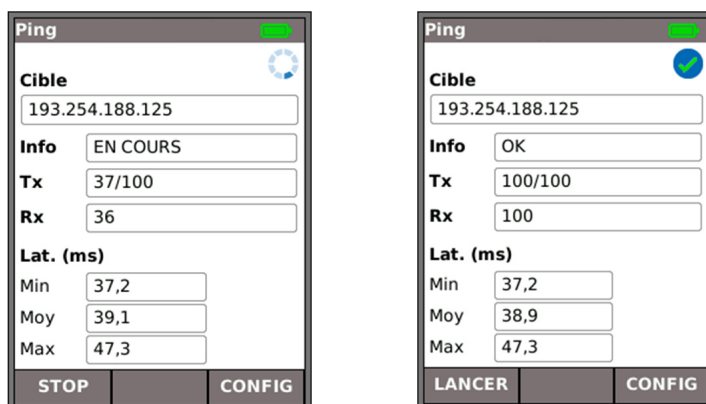 Ping
Cible
193.254.188.125
Info EN COURS
Tx 37/100
Rx 36
Lat. (ms)
Min 37,2
Moy 39,1
Max 47,3
STOP CONFIG
Ping
Cible
193.254.188.125
Info OK
Tx 100/100
Rx 100
Lat. (ms)
Min 37,2
Moy 38,9
Max 47,3
LANCER CONFIG